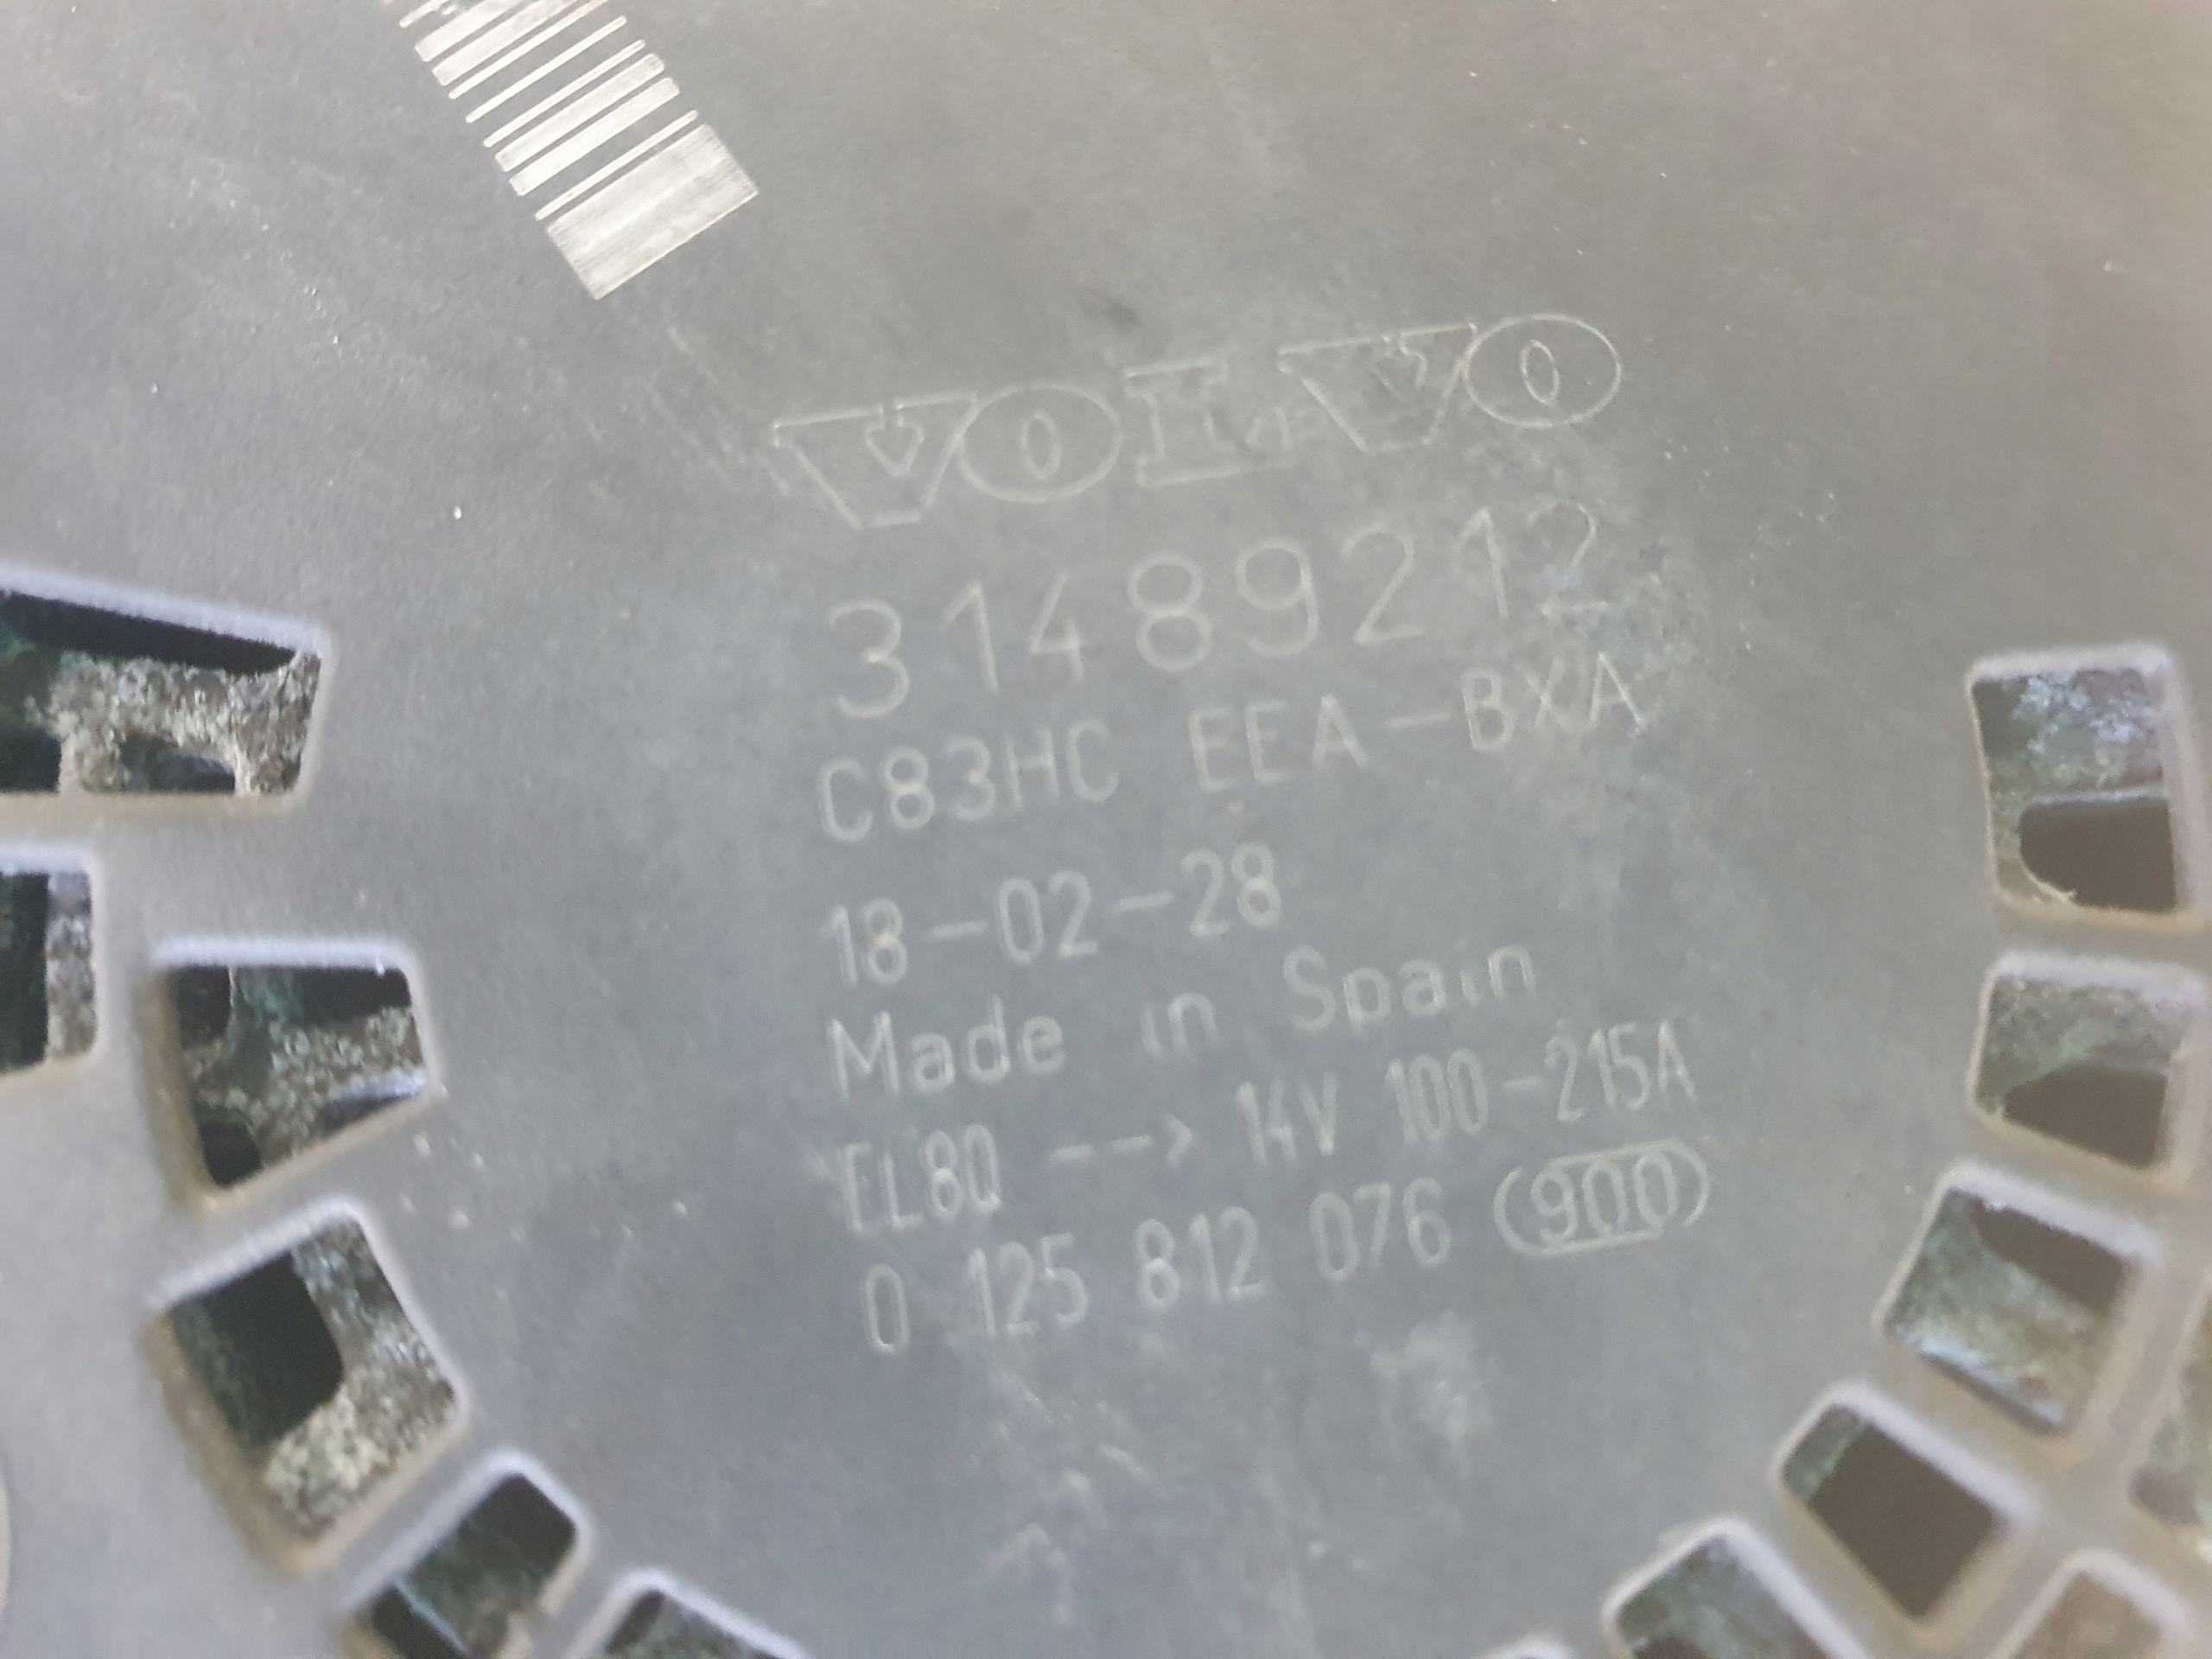 VOLVO
31489212
C83HC EEA-BXA
18-02-28
Made in Spain
EL8Q --> 14V 100-215A
0 125 812 076 (900)